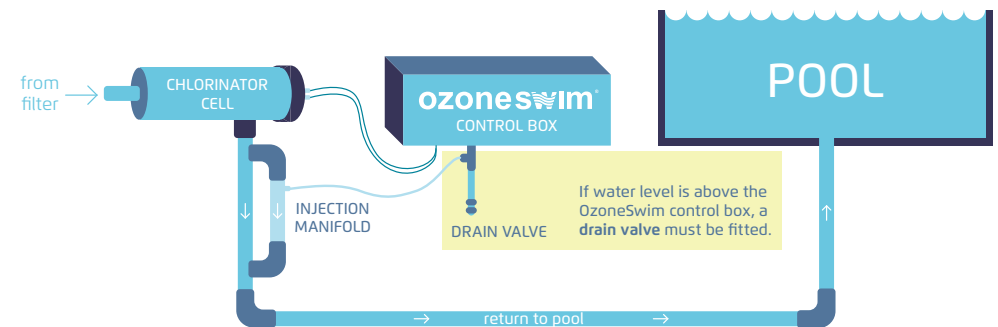 from
filter
CHLORINATOR
CELL
ozoneswim®
CONTROL BOX
POOL
INJECTION
MANIFOLD
DRAIN VALVE
If water level is above the
OzoneSwim control box, a
drain valve must be fitted.
return to pool